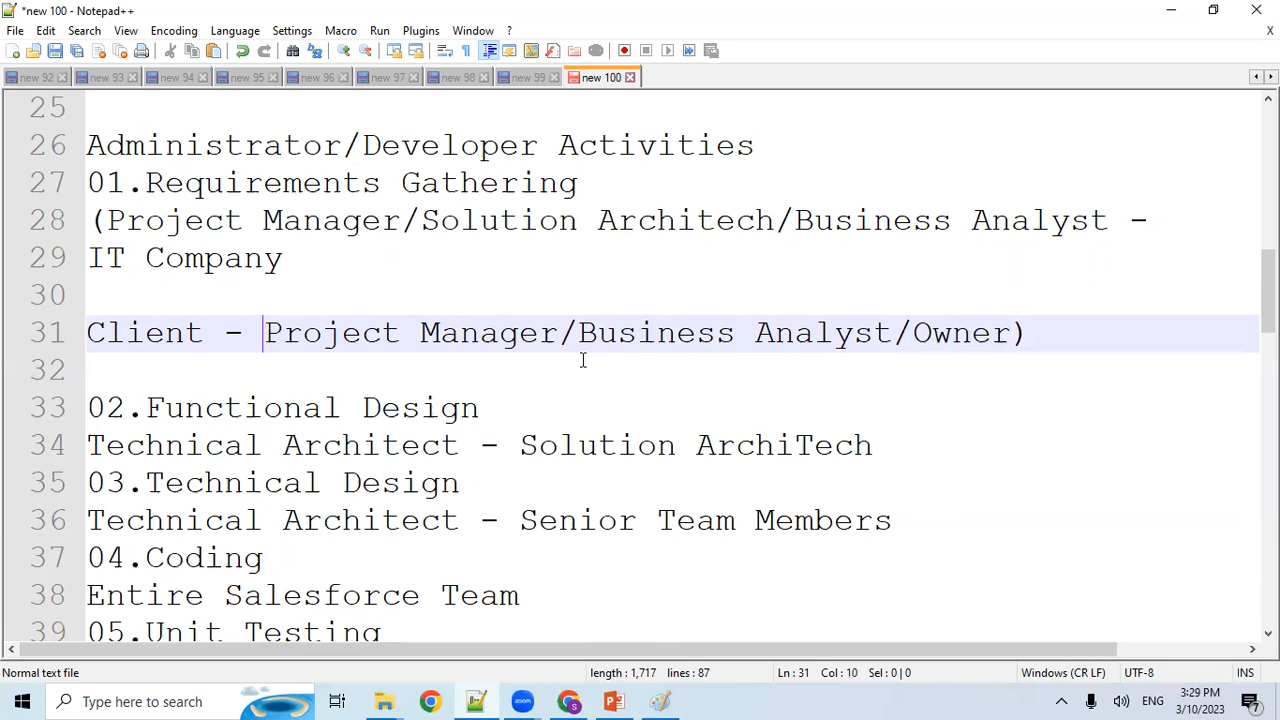 *new 100 - Notepad++
File Edit Search View Encoding Language Settings Macro Run Plugins Window ?
X
new 92 new 93 new 94 new 95 new 96 new 97 new 98 new 99 new 100
25
26 Administrator/Developer Activities
27 01.Requirements Gathering
28 (Project Manager/Solution Architech/Business Analyst -
29 IT Company
30
31 Client - Project Manager/Business Analyst/Owner)
32
33 02.Functional Design
34 Technical Architect - Solution ArchiTech
35 03.Technical Design
36 Technical Architect - Senior Team Members
37 04.Coding
38 Entire Salesforce Team
39 05.Unit Testing
Normal text file length : 1,717 lines : 87 Ln : 31 Col : 10 Sel : 0 | 0 Windows (CR LF) UTF-8 INS
Type here to search zoom ENG 3:29 PM
3/10/2023 7